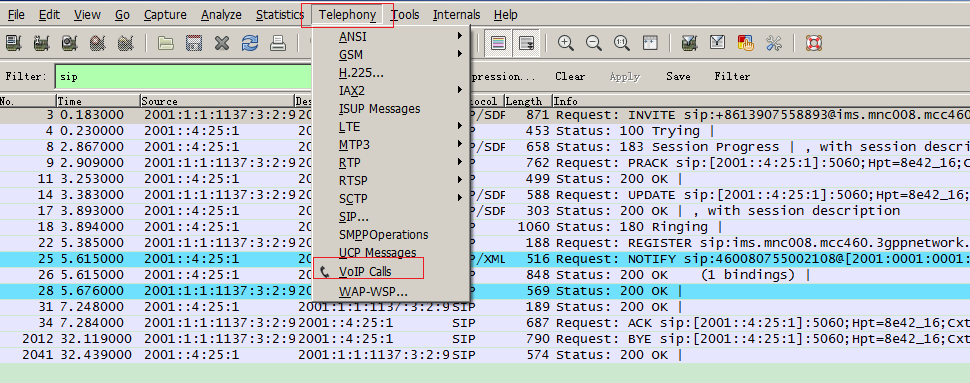 File Edit View Go Capture Analyze Statistics Telephony Tools Internals Help
ANSI
GSM
H.225...
IAX2
ISUP Messages
LTE
MTP3
RTP
RTSP
SCTP
SIP...
SMPPOperations
UCP Messages
VoIP Calls
WAP-WSP...
Filter: sip pression... Clear Apply Save Filter
No. Time Source Des ocol Length Info
3 0.183000 2001:1:1:1137:3:2:9 20 P/SDP 871 Request: INVITE sip:+8613907558893@ims.mnc008.mcc460.
4 0.230000 2001::4:25:1 20 453 Status: 100 Trying |
8 2.867000 2001::4:25:1 20 P/SDP 658 Status: 183 Session Progress | , with session descri
9 2.909000 2001:1:1:1137:3:2:9 20 762 Request: PRACK sip:[2001::4:25:1]:5060;Hpt=8e42_16;C
11 3.253000 2001::4:25:1 20 499 Status: 200 OK |
14 3.383000 2001:1:1:1137:3:2:9 20 P/SDP 588 Request: UPDATE sip:[2001::4:25:1]:5060;Hpt=8e42_16;
17 3.893000 2001::4:25:1 20 P/SDP 303 Status: 200 OK | , with session description
18 3.894000 2001::4:25:1 20 1060 Status: 180 Ringing |
22 5.385000 2001:1:1:1137:3:2:9 20 188 Request: REGISTER sip:ims.mnc008.mcc460.3gppnetwork.
25 5.615000 2001::4:25:1 20 P/XML 516 Request: NOTIFY sip:460080755002108@[2001:0001:0001:
26 5.615000 2001::4:25:1 20 848 Status: 200 OK (1 bindings) |
28 5.676000 2001:1:1:1137:3:2:9 20 569 Status: 200 OK |
31 7.248000 2001::4:25:1 2001:1:1:1137:3:2:9 SIP 840 Status: 200 OK |
34 7.284000 2001:1:1:1137:3:2:9 2001::4:25:1 SIP 687 Request: ACK sip:[2001::4:25:1]:5060;Hpt=8e42_16;Cxt
2012 32.119000 2001:1:1:1137:3:2:9 2001::4:25:1 SIP 790 Request: BYE sip:[2001::4:25:1]:5060;Hpt=8e42_16;Cxt
2041 32.439000 2001::4:25:1 2001:1:1:1137:3:2:9 SIP 574 Status: 200 OK |